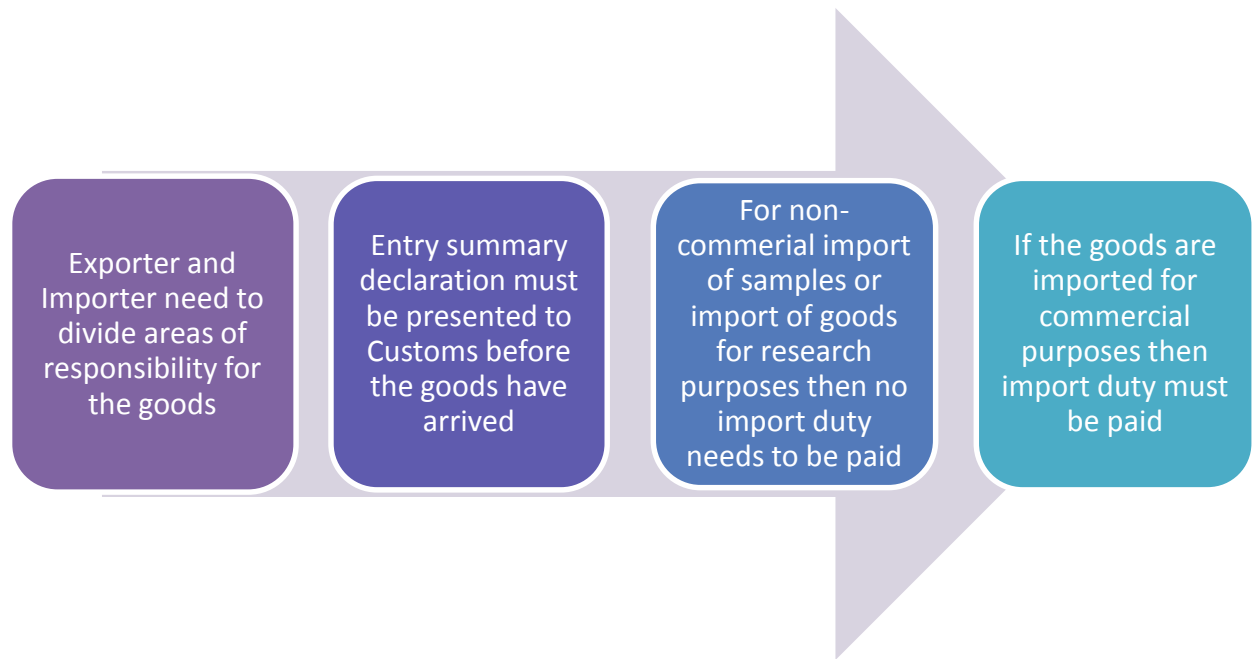 Exporter and
Importer need to
divide areas of
responsibility for
the goods
Entry summary
declaration must
be presented to
Customs before
the goods have
arrived
For non-
commerial import
of samples or
import of goods
for research
purposes then no
import duty
needs to be paid
If the goods are
imported for
commercial
purposes then
import duty must
be paid